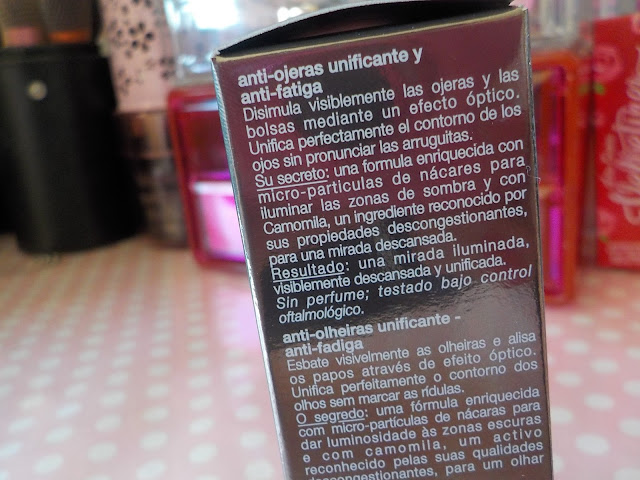 anti-ojeras unificante y
anti-fatiga
Disimula visiblemente las ojeras y las
bolsas mediante un efecto óptico.
Unifica perfectamente el contorno de los
ojos sin pronunciar las arruguitas.
Su secreto: una formula enriquecida con
micro-particulas de nácares para
iluminar las zonas de sombra y con
Camomila, un ingrediente reconocido por
sus propiedades descongestionantes,
para una mirada descansada.
Resultado: una mirada iluminada,
visiblemente descansada y unificada.
Sin perfume; testado bajo control
oftalmológico.
anti-olheiras unificante -
anti-fadiga
Esbate visivelmente as olheiras e alisa
os papos através de efeito óptico.
Unifica perfeitamente o contorno dos
olhos sem marcar as rídulas.
O segredo: uma fórmula enriquecida
com micro-partículas de nácaras para
dar luminosidade às zonas escuras
e com camomila, um activo
reconhecido pelas suas qualidades
descongestionantes, para um olhar